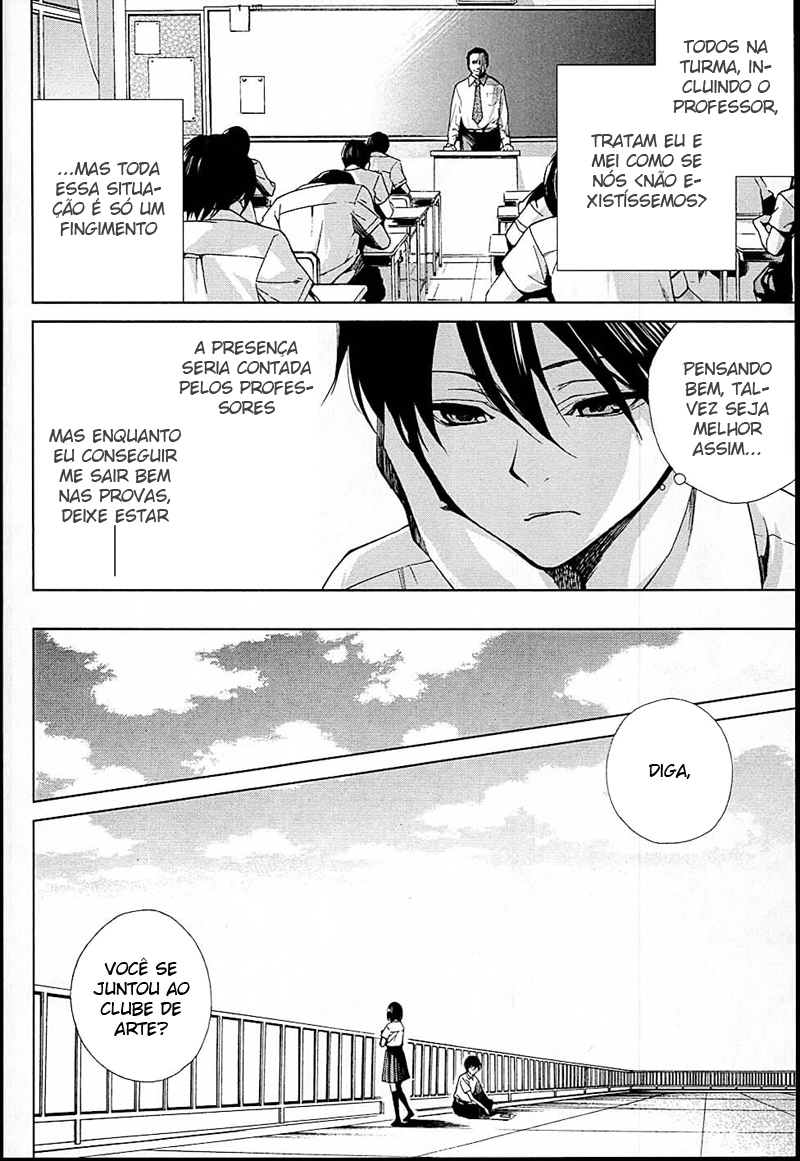 TODOS NA
TURMA, IN-
CLUINDO O
PROFESSOR,
TRATAM EU E
MEI COMO SE
NÓS <NÃO E-
XISTÍSSEMOS>
...MAS TODA
ESSA SITUA-
ÇÃO É SÓ UM
FINGIMENTO
PENSANDO
BEM, TAL-
VEZ SEJA
MELHOR
ASSIM...
A PRESENÇA
SERIA CONTADA
PELOS PROFES-
SORES
MAS ENQUANTO
EU CONSEGUIR
ME SAIR BEM
NAS PROVAS,
DEIXE ESTAR
DIGA,
VOCÊ SE
JUNTOU AO
CLUBE DE
ARTE?